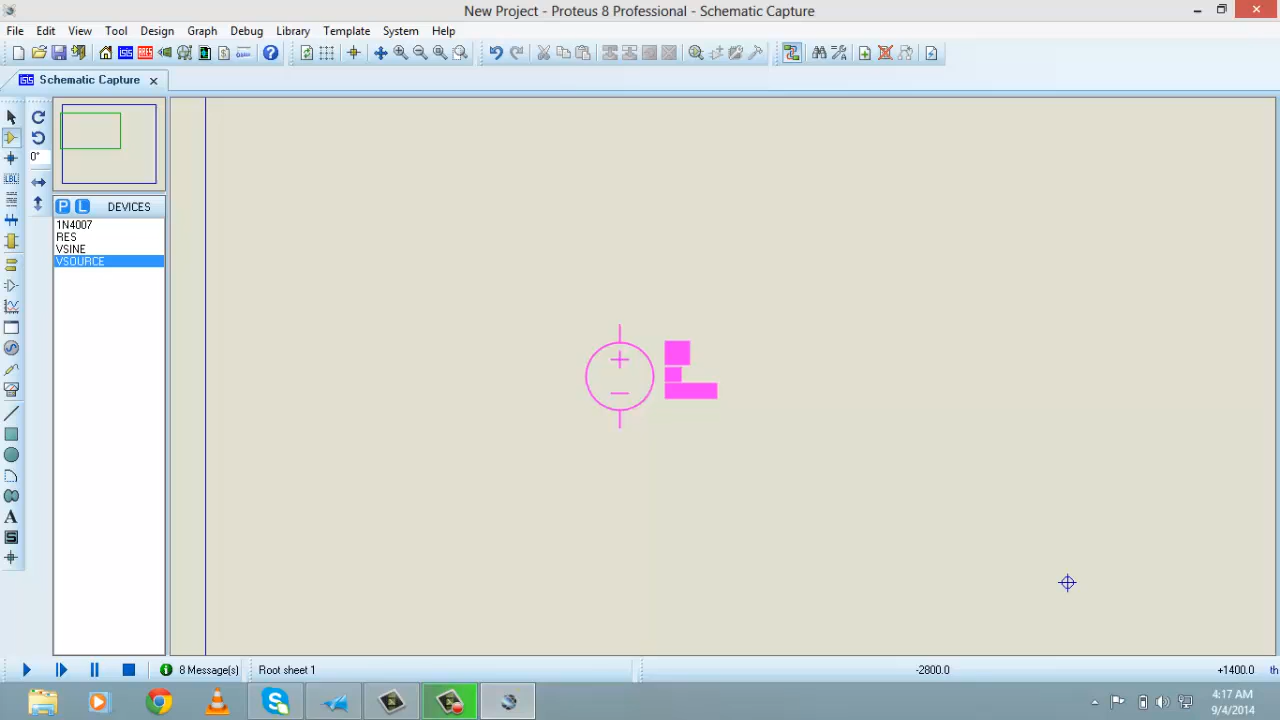 New Project - Proteus 8 Professional - Schematic Capture
File Edit View Tool Design Graph Debug Library Template System Help
Schematic Capture
0°
P L DEVICES
1N4007
RES
VSINE
VSOURCE
LBL
A
S
8 Message(s) Root sheet 1 -2800.0 +1400.0 th
4:17 AM
9/4/2014